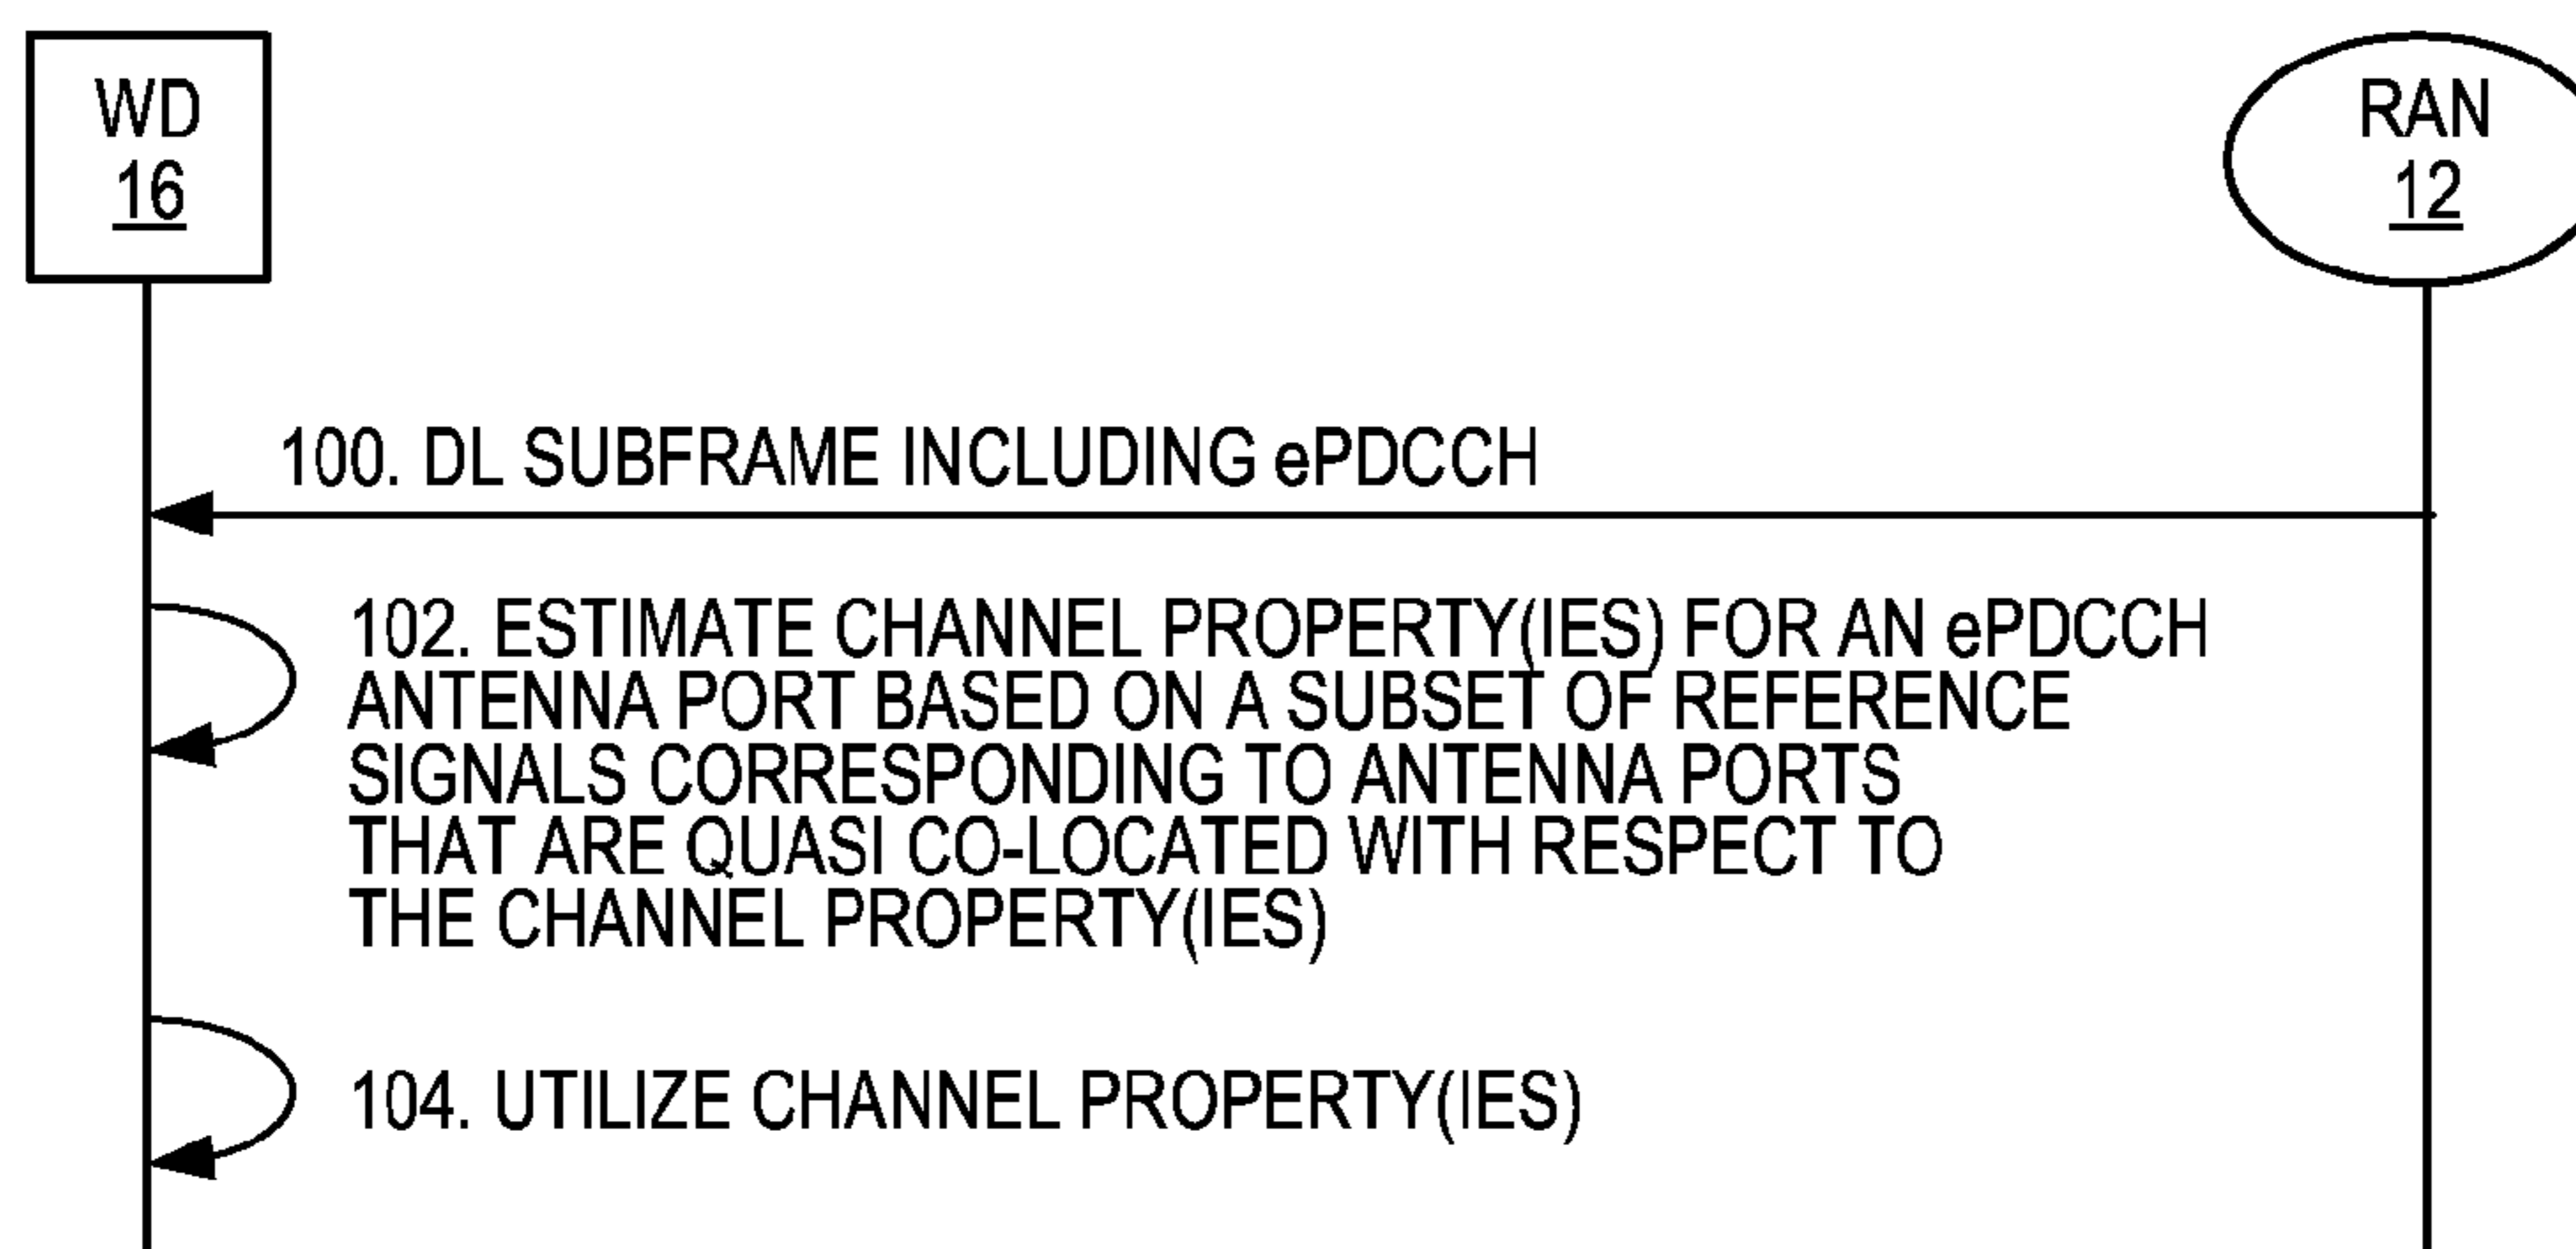 WD
16
RAN
12
100. DL SUBFRAME INCLUDING ePDCCH
102. ESTIMATE CHANNEL PROPERTY(IES) FOR AN ePDCCH
ANTENNA PORT BASED ON A SUBSET OF REFERENCE
SIGNALS CORRESPONDING TO ANTENNA PORTS
THAT ARE QUASI CO-LOCATED WITH RESPECT TO
THE CHANNEL PROPERTY(IES)
104. UTILIZE CHANNEL PROPERTY(IES)